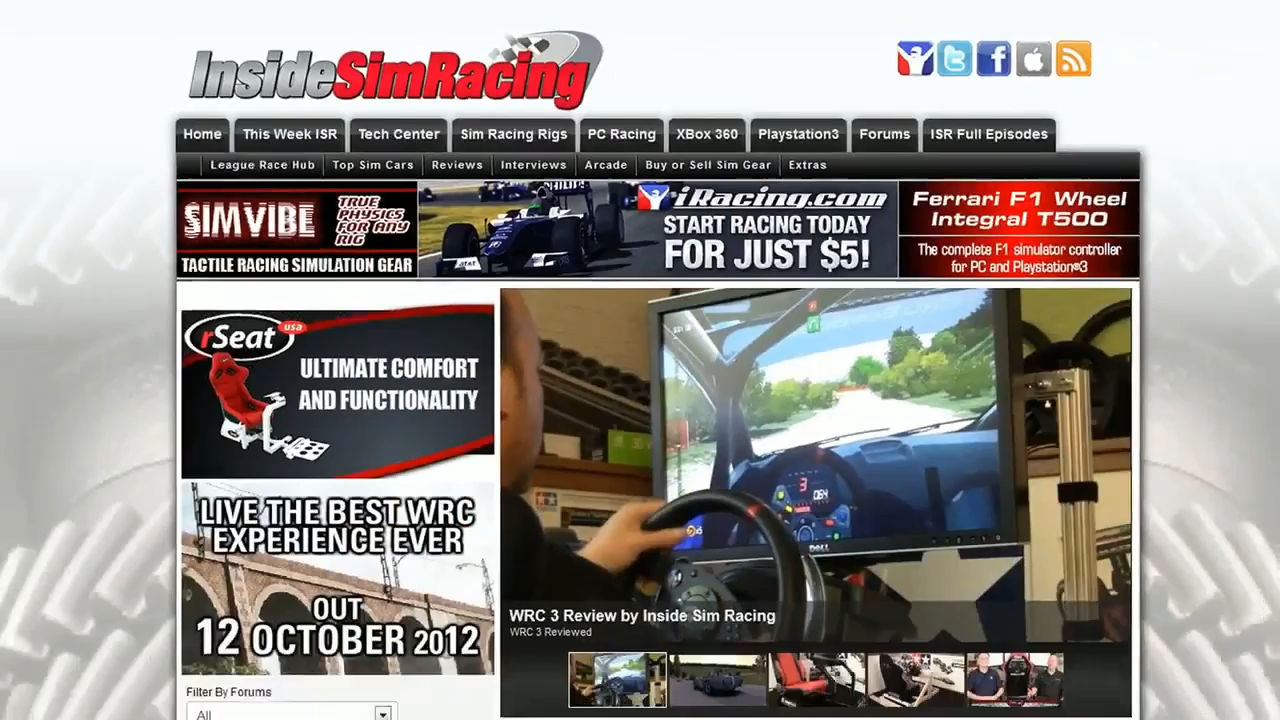 InsideSimRacing
Home This Week ISR Tech Center Sim Racing Rigs PC Racing XBox 360 Playstation3 Forums ISR Full Episodes
League Race Hub Top Sim Cars Reviews Interviews Arcade Buy or Sell Sim Gear Extras
SIMVIBE
TRUE
PHYSICS
FOR ANY
RIG
TACTILE RACING SIMULATION GEAR
PHILIPS
at&t
iRacing.com
START RACING TODAY
FOR JUST $5!
Ferrari F1 Wheel
Integral T500
The complete F1 simulator controller
for PC and Playstation®3
rSeat usa
ULTIMATE COMFORT
AND FUNCTIONALITY
LIVE THE BEST WRC
EXPERIENCE EVER
OUT
12 OCTOBER 2012
3
064
DELL
WRC 3 Review by Inside Sim Racing
WRC 3 Reviewed
Filter By Forums
All